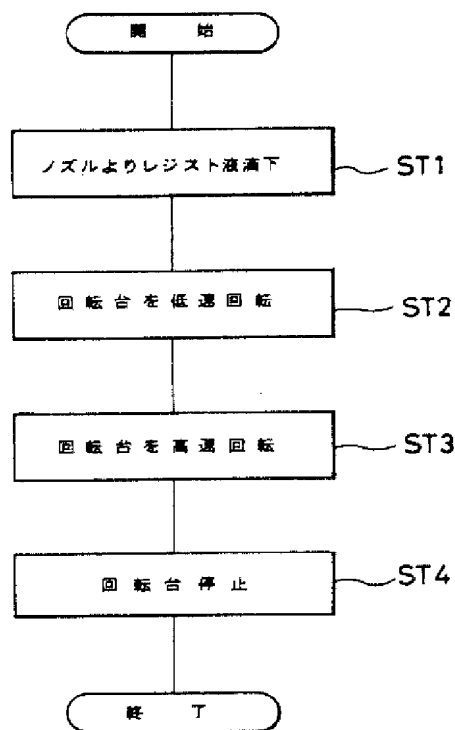 開始
ノズルよりレジスト液滴下
ST1
回転台を低速回転
ST2
回転台を高速回転
ST3
回転台停止
ST4
終了